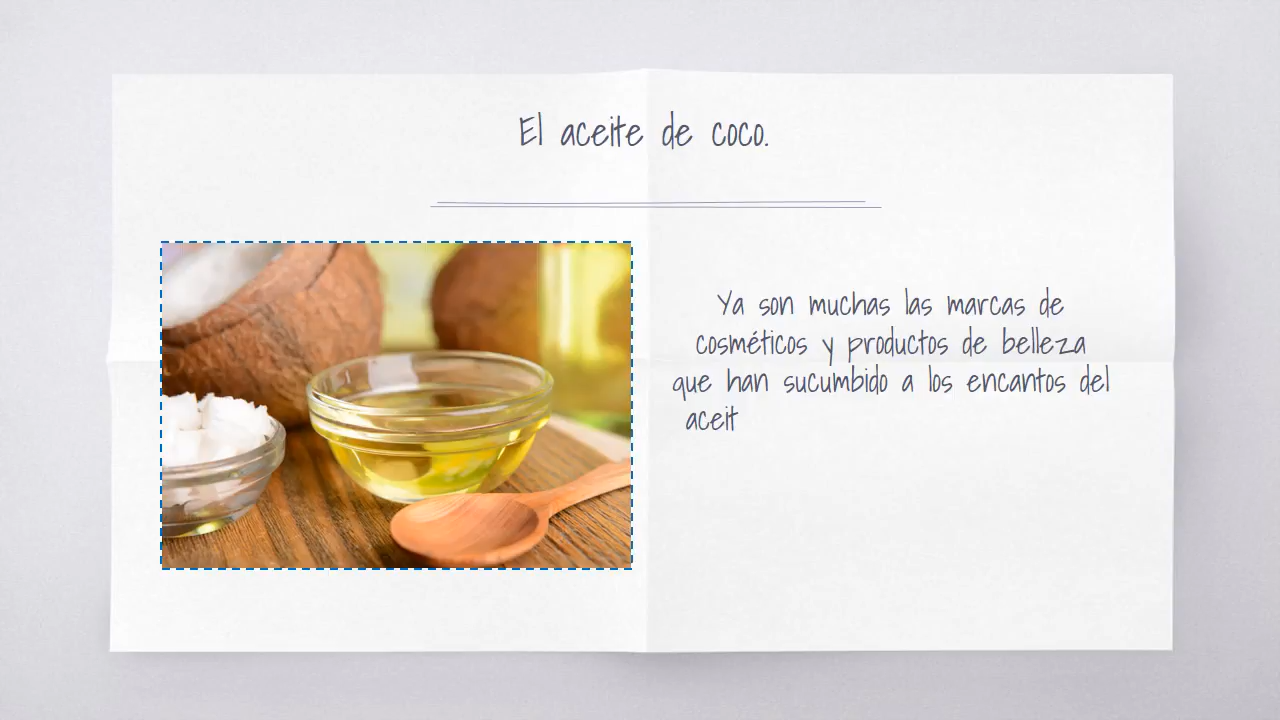 El aceite de coco.
Ya son muchas las marcas de
cosméticos y productos de belleza
que han sucumbido a los encantos del
aceit